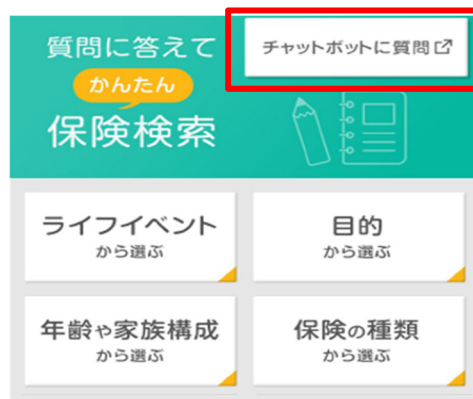 質問に答えて
かんたん
保険検索
チャットボットに質問
ライフイベント
から選ぶ
目的
から選ぶ
年齢や家族構成
から選ぶ
保険の種類
から選ぶ